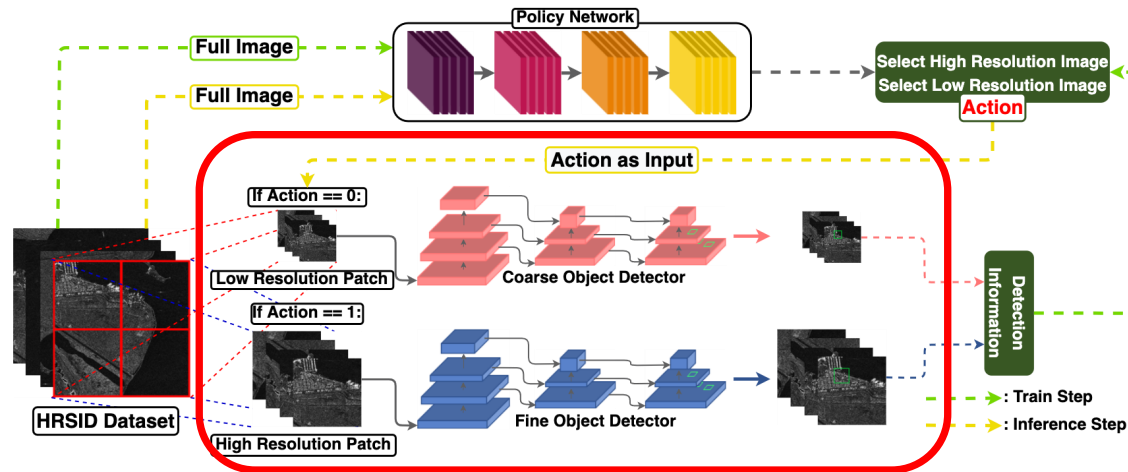 Policy Network
Full Image
Full Image
Select High Resolution Image
Select Low Resolution Image
Action
Action as Input
If Action == 0:
Low Resolution Patch
Coarse Object Detector
If Action == 1:
Detection
Information
HRSID Dataset
High Resolution Patch
Fine Object Detector
: Train Step
: Inference Step